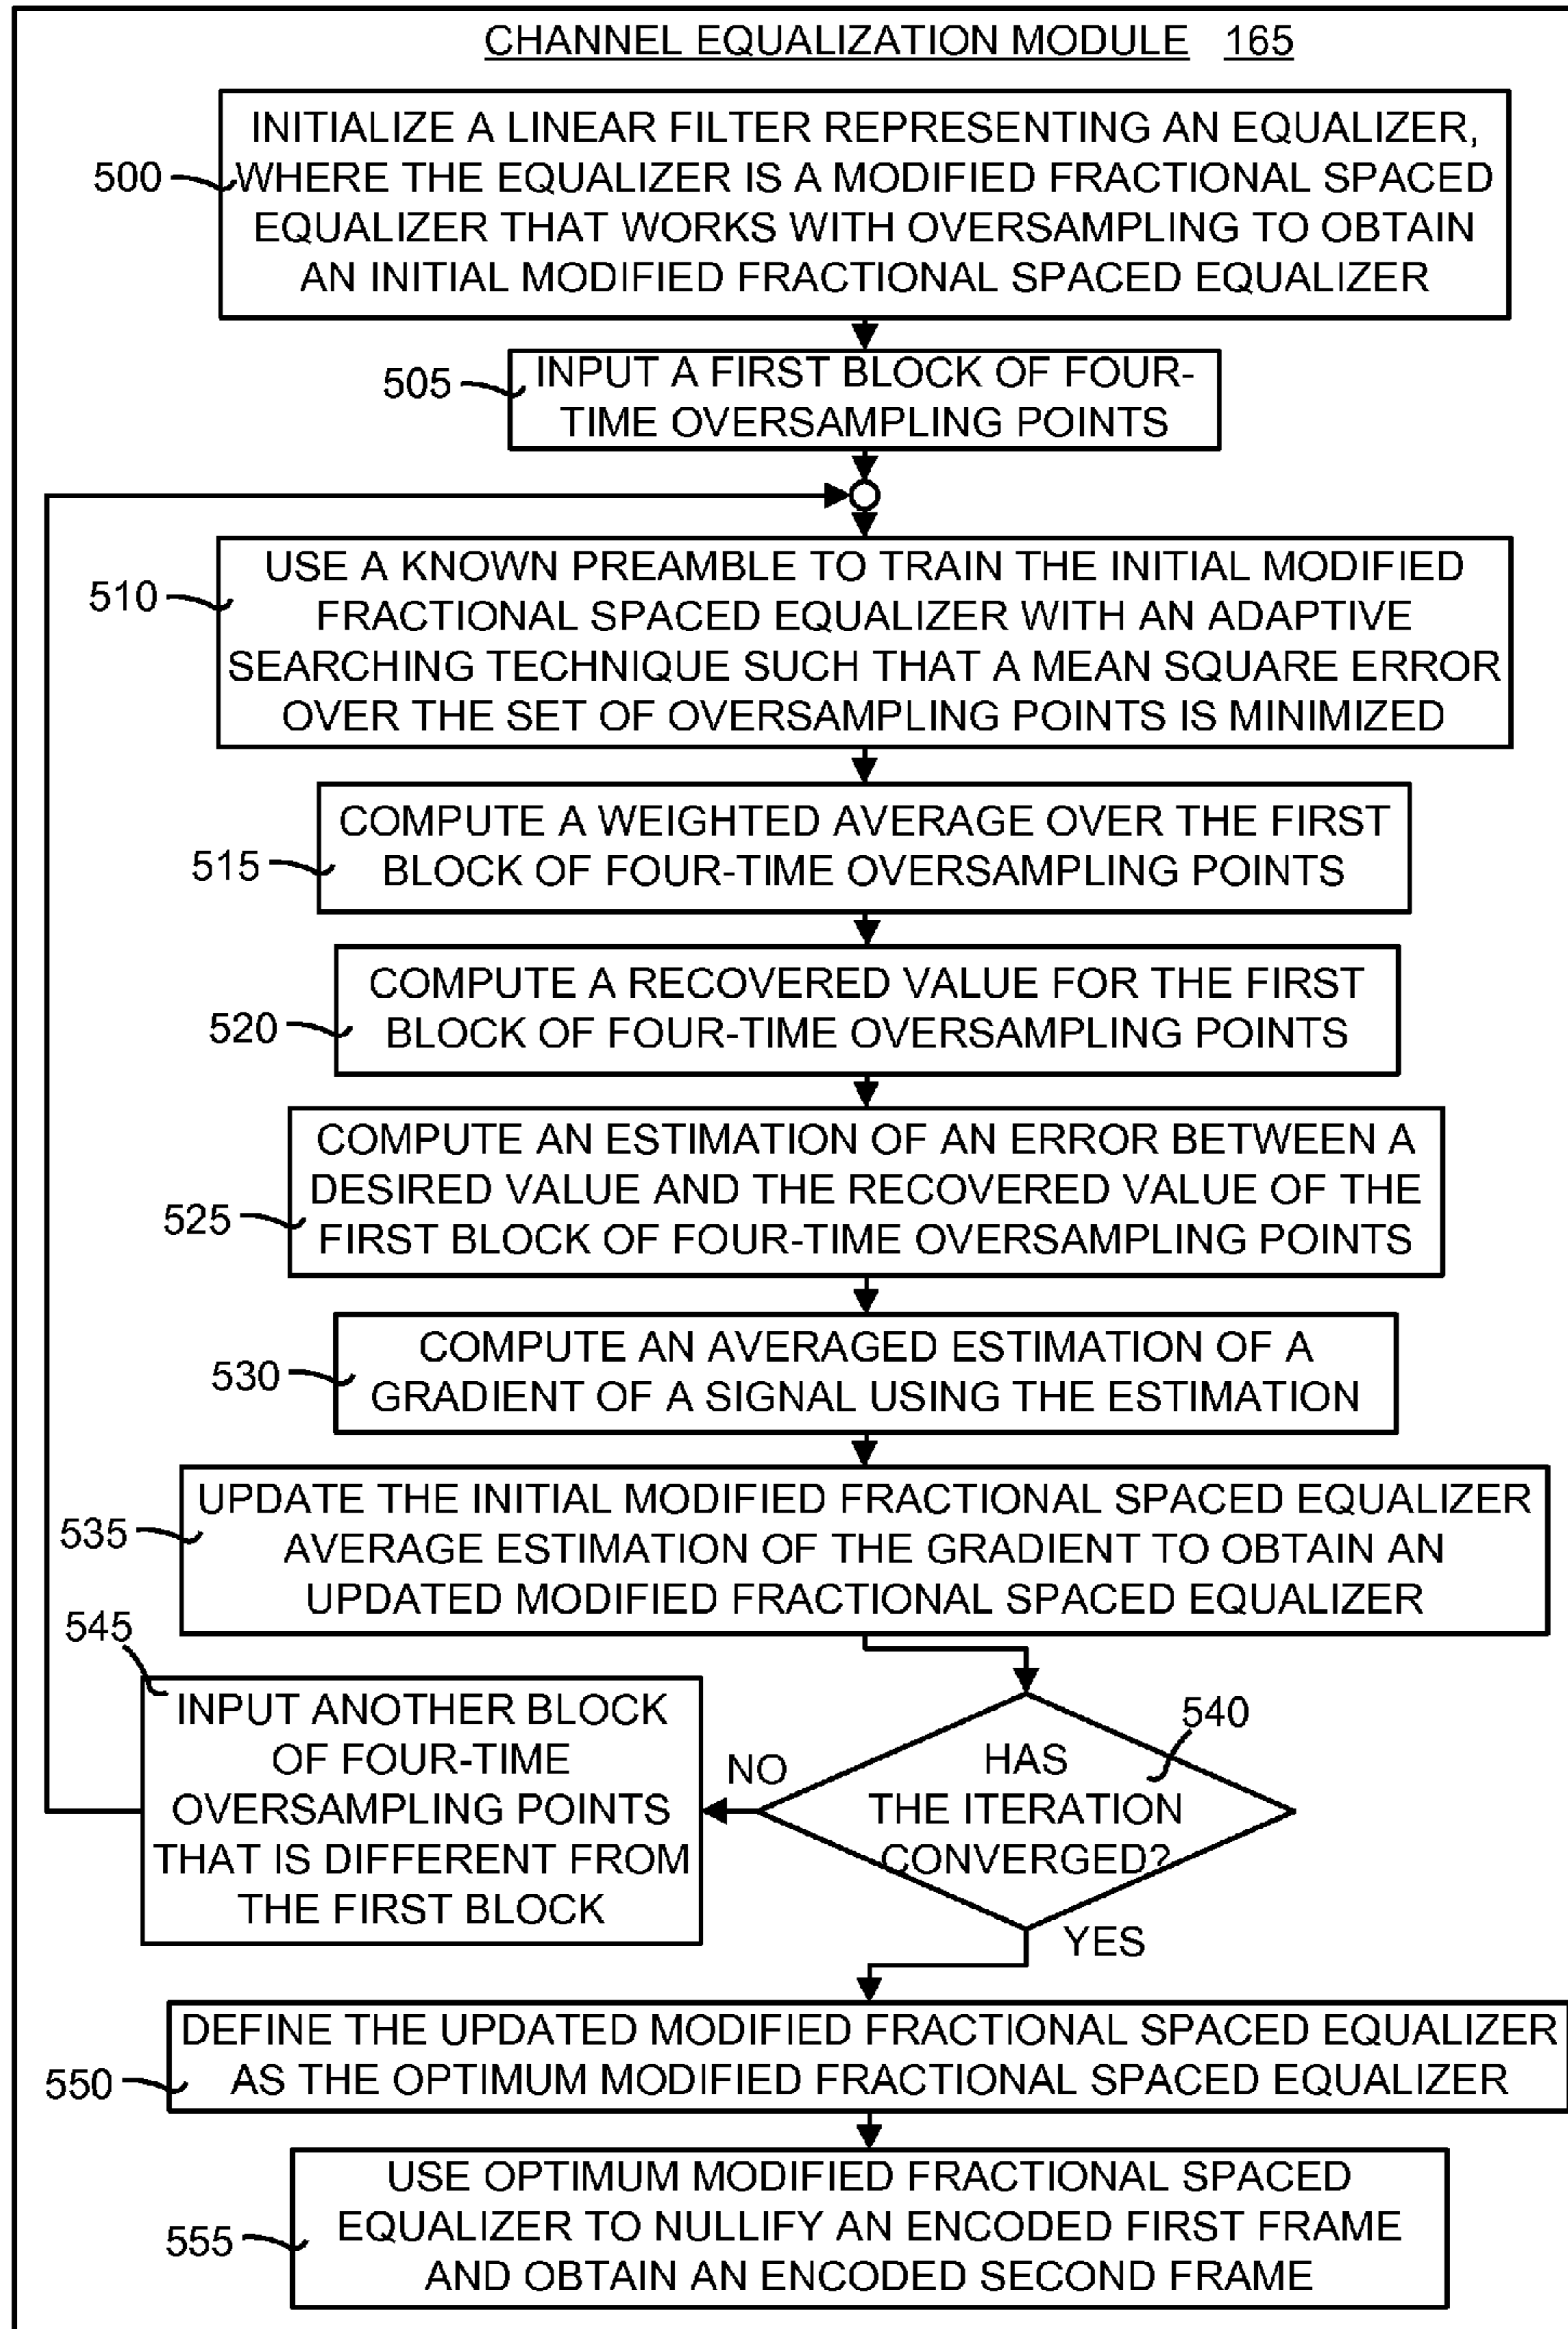 CHANNEL EQUALIZATION MODULE 165
500
INITIALIZE A LINEAR FILTER REPRESENTING AN EQUALIZER,
WHERE THE EQUALIZER IS A MODIFIED FRACTIONAL SPACED
EQUALIZER THAT WORKS WITH OVERSAMPLING TO OBTAIN
AN INITIAL MODIFIED FRACTIONAL SPACED EQUALIZER
505
INPUT A FIRST BLOCK OF FOUR-
TIME OVERSAMPLING POINTS
510
USE A KNOWN PREAMBLE TO TRAIN THE INITIAL MODIFIED
FRACTIONAL SPACED EQUALIZER WITH AN ADAPTIVE
SEARCHING TECHNIQUE SUCH THAT A MEAN SQUARE ERROR
OVER THE SET OF OVERSAMPLING POINTS IS MINIMIZED
515
COMPUTE A WEIGHTED AVERAGE OVER THE FIRST
BLOCK OF FOUR-TIME OVERSAMPLING POINTS
520
COMPUTE A RECOVERED VALUE FOR THE FIRST
BLOCK OF FOUR-TIME OVERSAMPLING POINTS
525
COMPUTE AN ESTIMATION OF AN ERROR BETWEEN A
DESIRED VALUE AND THE RECOVERED VALUE OF THE
FIRST BLOCK OF FOUR-TIME OVERSAMPLING POINTS
530
COMPUTE AN AVERAGED ESTIMATION OF A
GRADIENT OF A SIGNAL USING THE ESTIMATION
535
UPDATE THE INITIAL MODIFIED FRACTIONAL SPACED EQUALIZER
AVERAGE ESTIMATION OF THE GRADIENT TO OBTAIN AN
UPDATED MODIFIED FRACTIONAL SPACED EQUALIZER
540
HAS
THE ITERATION
CONVERGED?
NO
545
INPUT ANOTHER BLOCK
OF FOUR-TIME
OVERSAMPLING POINTS
THAT IS DIFFERENT FROM
THE FIRST BLOCK
YES
550
DEFINE THE UPDATED MODIFIED FRACTIONAL SPACED EQUALIZER
AS THE OPTIMUM MODIFIED FRACTIONAL SPACED EQUALIZER
555
USE OPTIMUM MODIFIED FRACTIONAL SPACED
EQUALIZER TO NULLIFY AN ENCODED FIRST FRAME
AND OBTAIN AN ENCODED SECOND FRAME